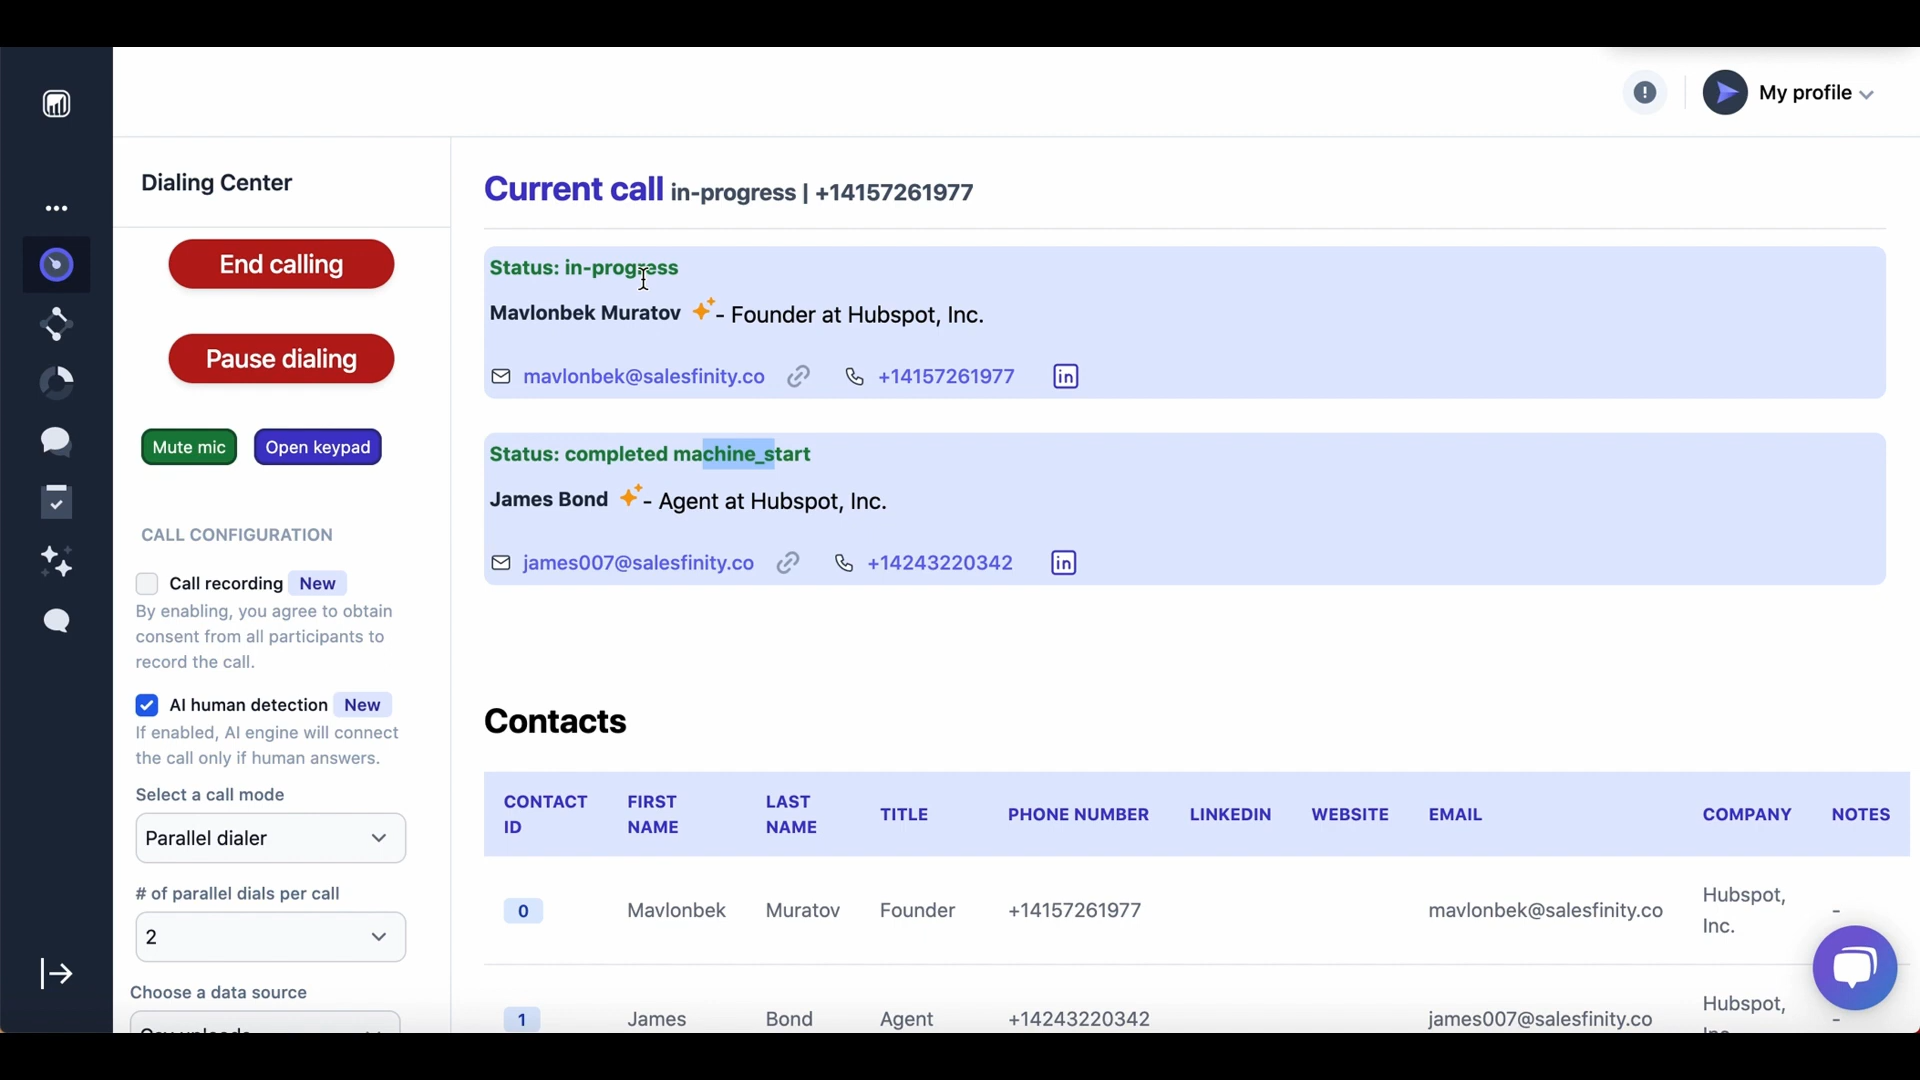 My profile
Dialing Center
End calling
Pause dialing
Mute mic
Open keypad
CALL CONFIGURATION
Call recording New
By enabling, you agree to obtain
consent from all participants to
record the call.
AI human detection New
If enabled, AI engine will connect
the call only if human answers.
Select a call mode
Parallel dialer
# of parallel dials per call
2
Choose a data source
Current call in-progress | +14157261977
Status: in-progress
Mavlonbek Muratov - Founder at Hubspot, Inc.
mavlonbek@salesfinity.co +14157261977
Status: completed machine_start
James Bond - Agent at Hubspot, Inc.
james007@salesfinity.co +14243220342
Contacts
CONTACT ID FIRST NAME LAST NAME TITLE PHONE NUMBER LINKEDIN WEBSITE EMAIL COMPANY NOTES
0 Mavlonbek Muratov Founder +14157261977 mavlonbek@salesfinity.co Hubspot, Inc. -
1 James Bond Agent +14243220342 james007@salesfinity.co Hubspot, -